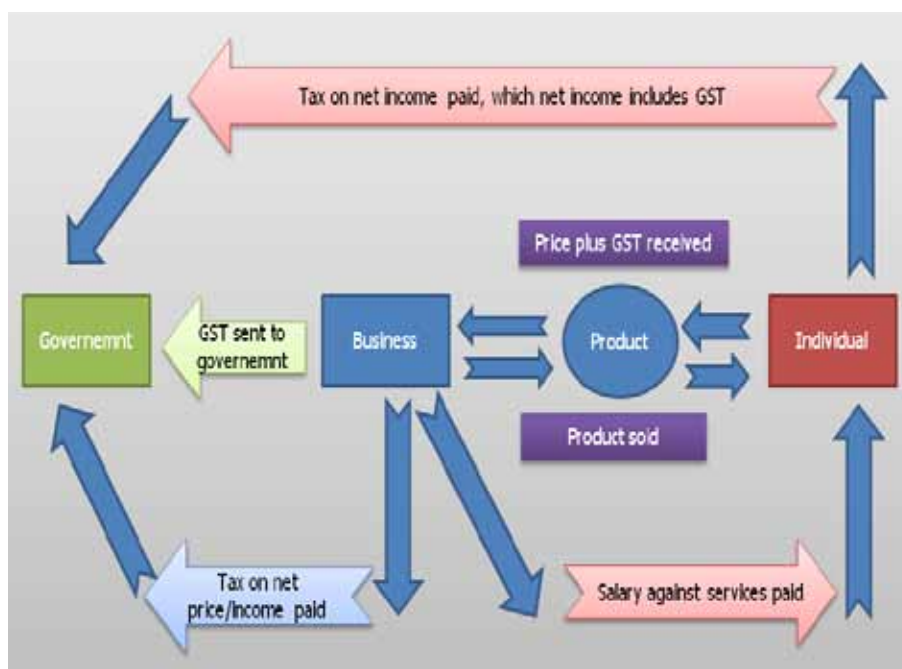 Tax on net income paid, which net income includes GST
Price plus GST received
Governemnt
GST sent to
governemnt
Business
Product
Individual
Product sold
Tax on net
price/income paid
Salary against services paid